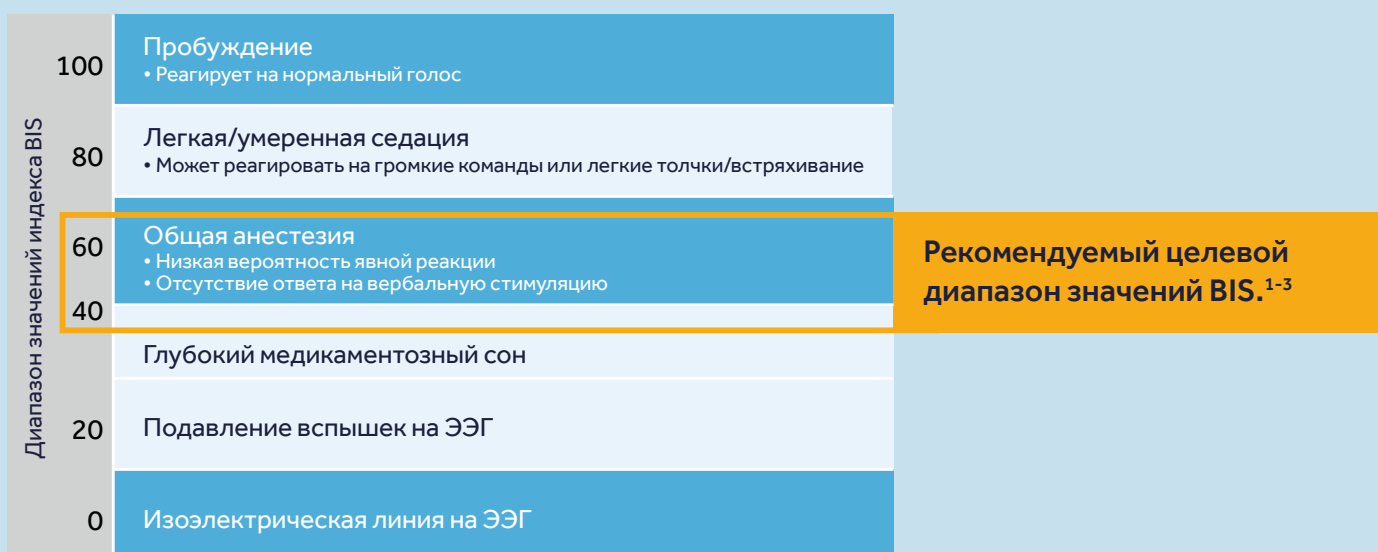 Диапазон значений индекса BIS
100
Пробуждение
• Реагирует на нормальный голос
80
Легкая/умеренная седация
• Может реагировать на громкие команды или легкие толчки/встряхивание
60
Общая анестезия
• Низкая вероятность явной реакции
• Отсутствие ответа на вербальную стимуляцию
40
Рекомендуемый целевой
диапазон значений BIS.1-3
Глубокий медикаментозный сон
20
Подавление вспышек на ЭЭГ
0
Изоэлектрическая линия на ЭЭГ